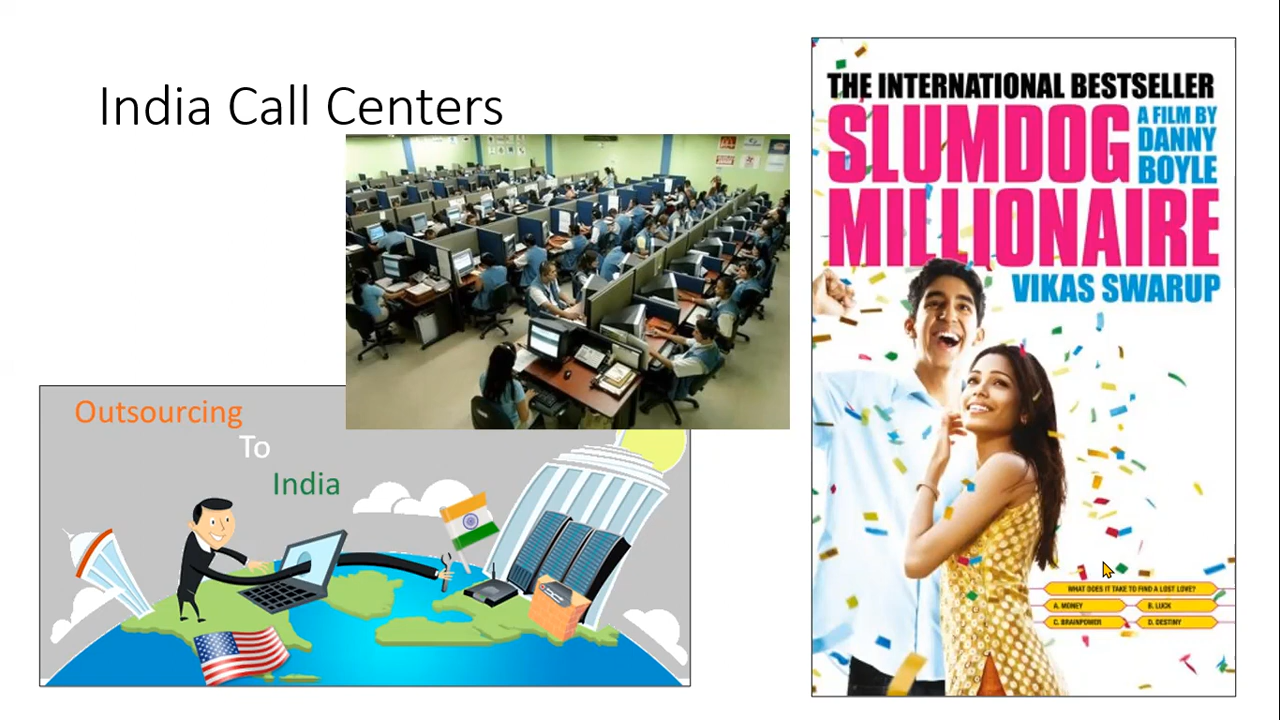 India Call Centers
Outsourcing
To
India
THE INTERNATIONAL BESTSELLER
SLUMDOG
A FILM BY
DANNY
BOYLE
MILLIONAIRE
VIKAS SWARUP
WHAT DOES IT TAKE TO FIND A LOST LOVE?
A. MONEY
B. LUCK
C. BRAINPOWER
D. DESTINY